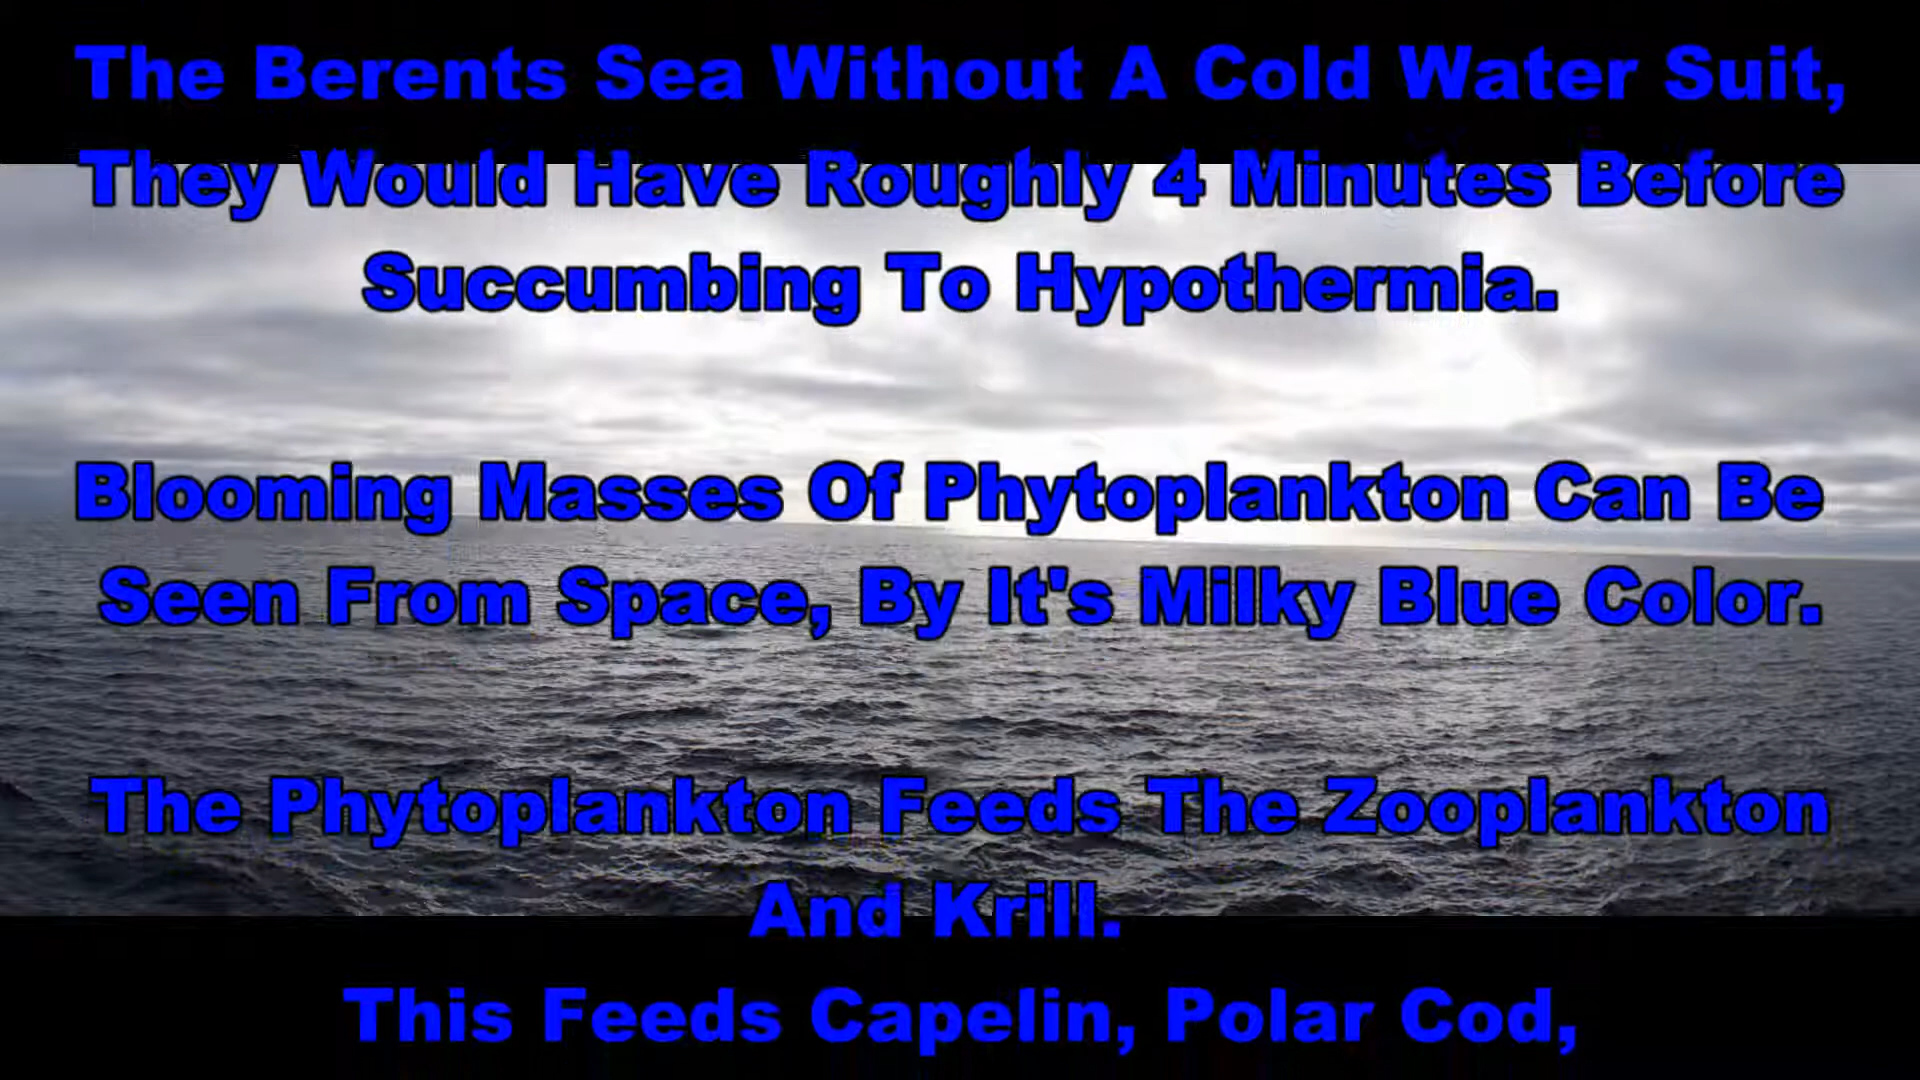 The Berents Sea Without A Cold Water Suit,
They Would Have Roughly 4 Minutes Before
Succumbing To Hypothermia.
Blooming Masses Of Phytoplankton Can Be
Seen From Space, By It's Milky Blue Color.
The Phytoplankton Feeds The Zooplankton
And Krill.
This Feeds Capelin, Polar Cod,